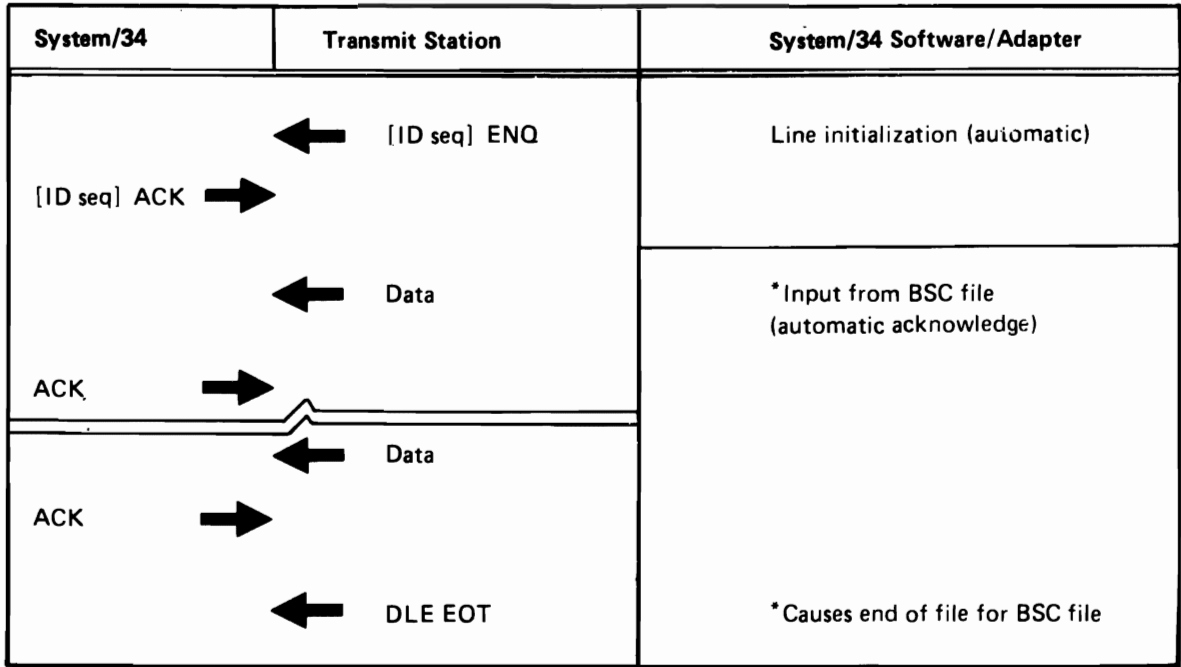 System/34
Transmit Station
System/34 Software/Adapter
[ID seq] ENQ
Line initialization (automatic)
[ID seq] ACK
Data
*Input from BSC file
(automatic acknowledge)
ACK
Data
ACK
DLE EOT
*Causes end of file for BSC file